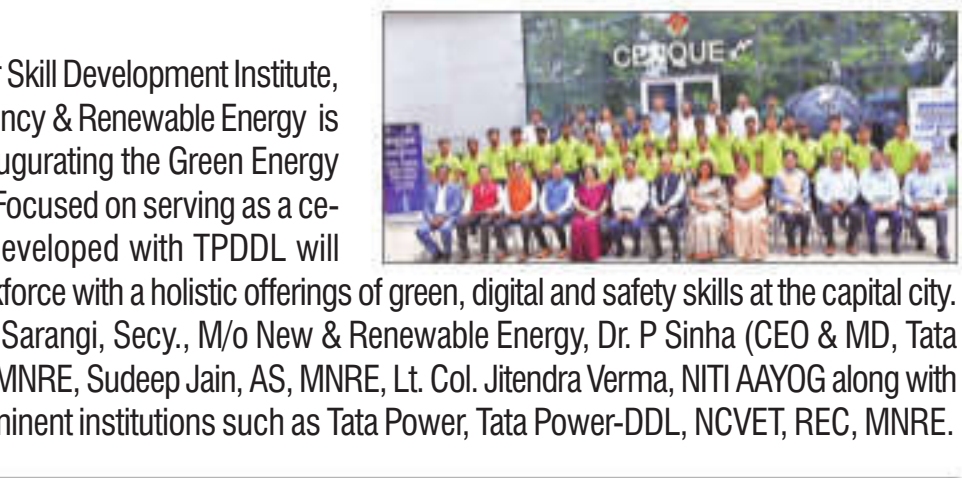 CENQUE
Skill Development Institute,
ncy & Renewable Energy is
ugurating the Green Energy
Focused on serving as a ce-
eveloped with TPDDL will
force with a holistic offerings of green, digital and safety skills at the capital city.
Sarangi, Secy., M/o New & Renewable Energy, Dr. P Sinha (CEO & MD, Tata
MNRE, Sudeep Jain, AS, MNRE, Lt. Col. Jitendra Verma, NITI AAYOG along with
minent institutions such as Tata Power, Tata Power-DDL, NCVET, REC, MNRE.